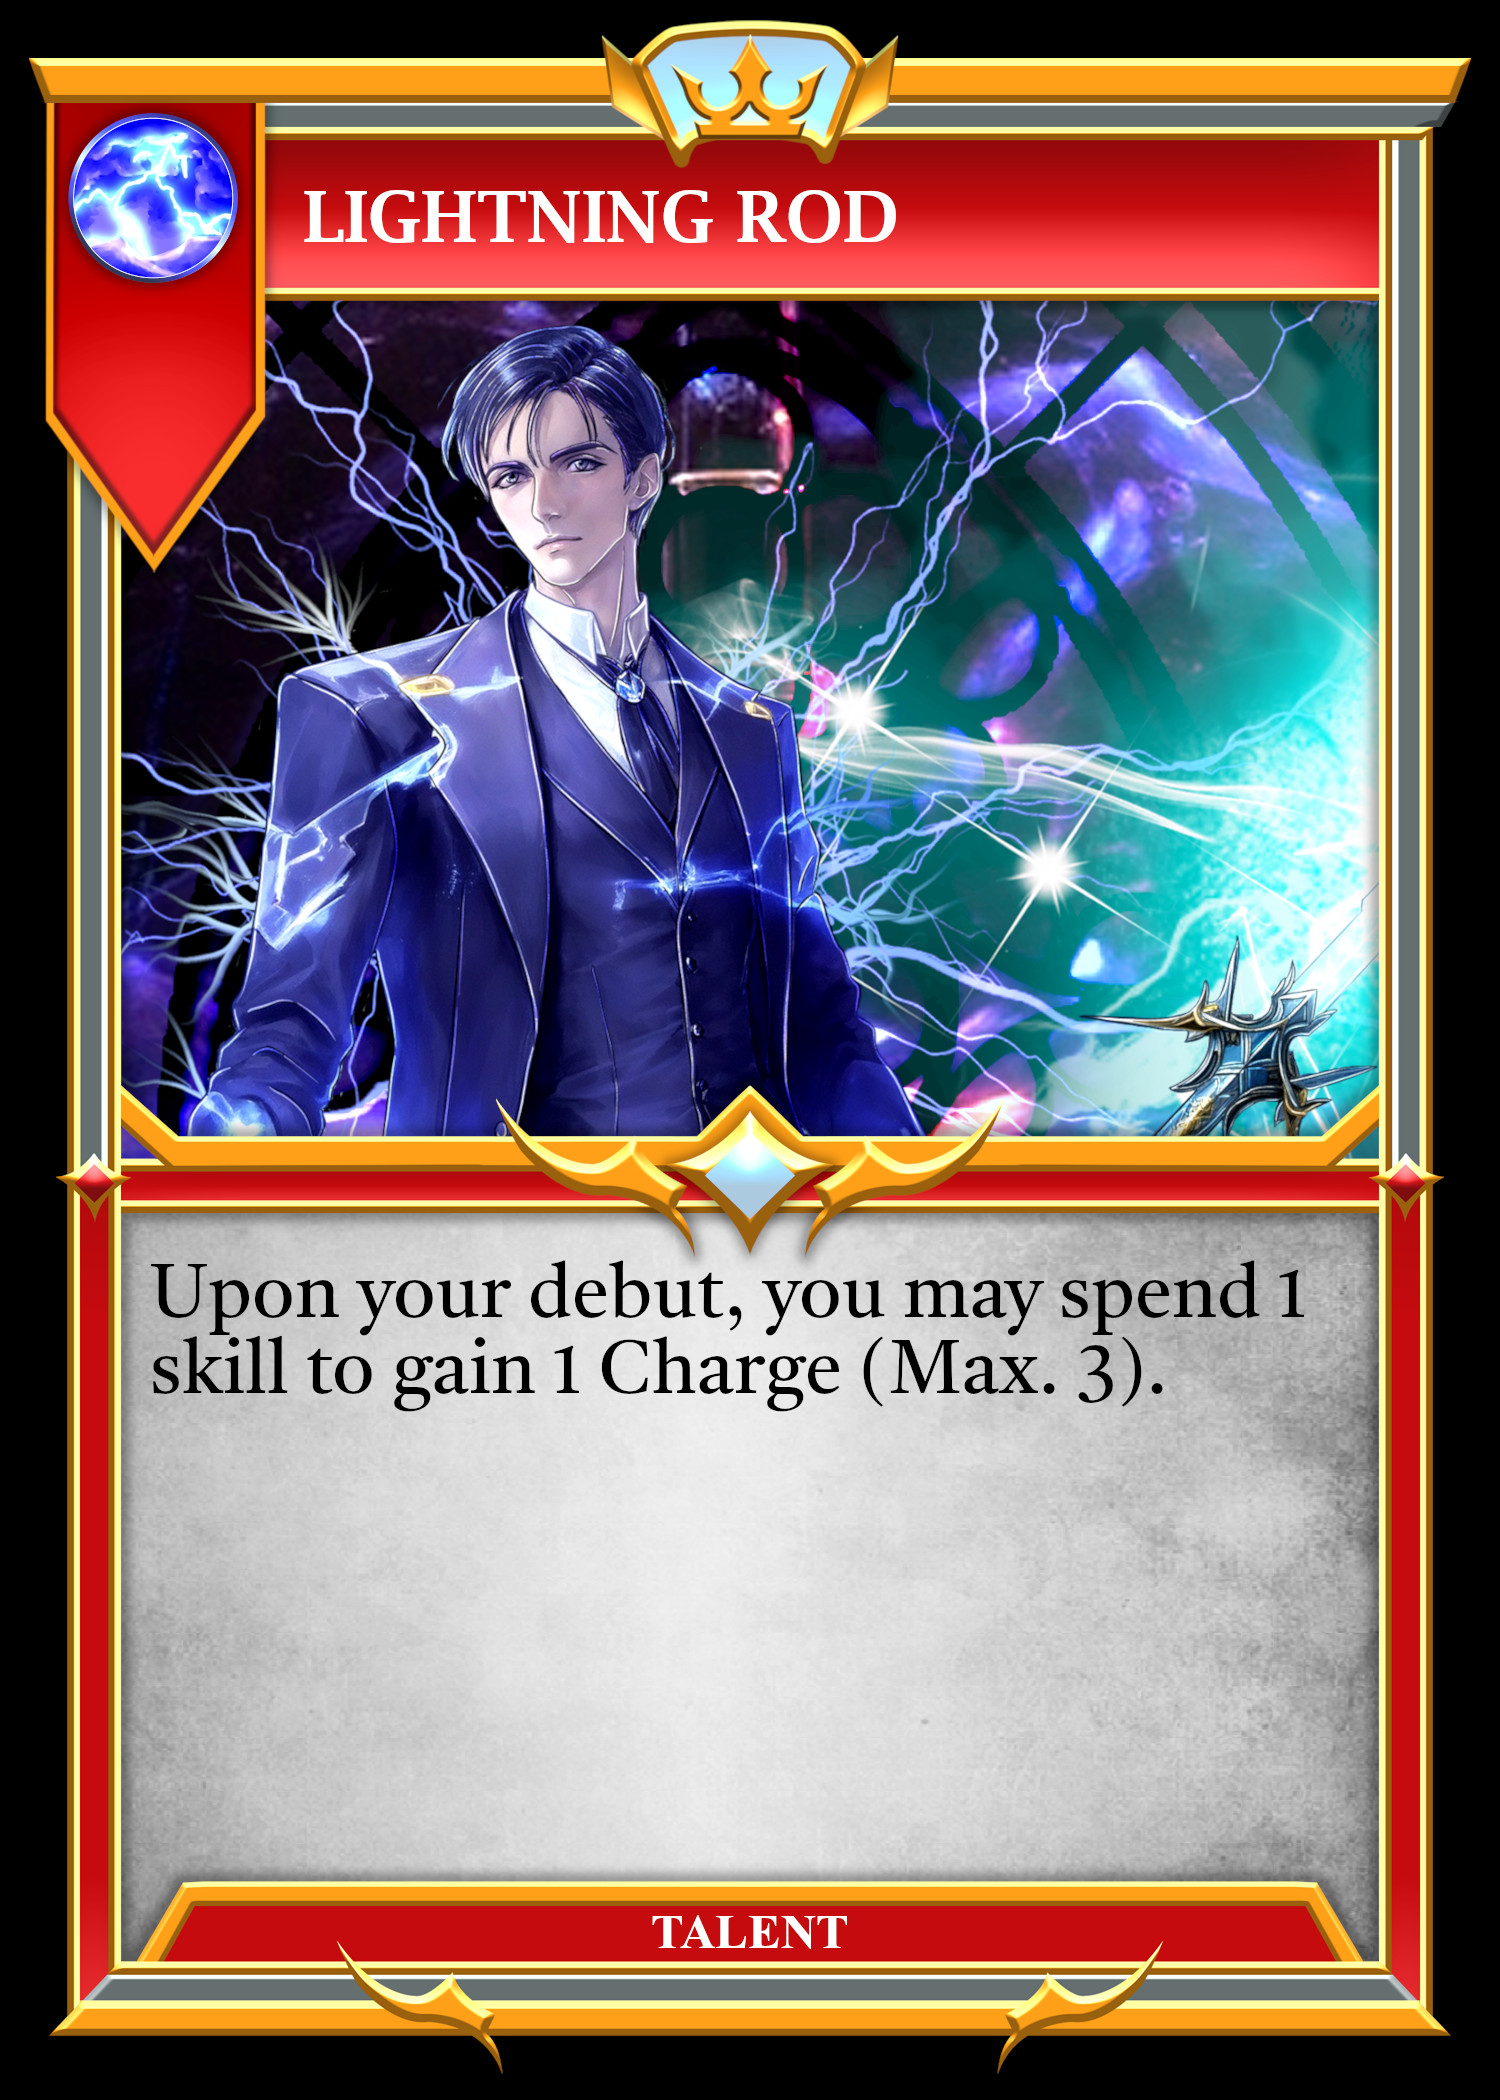 LIGHTNING ROD
Upon your debut, you may spend 1
skill to gain 1 Charge (Max. 3).
TALENT